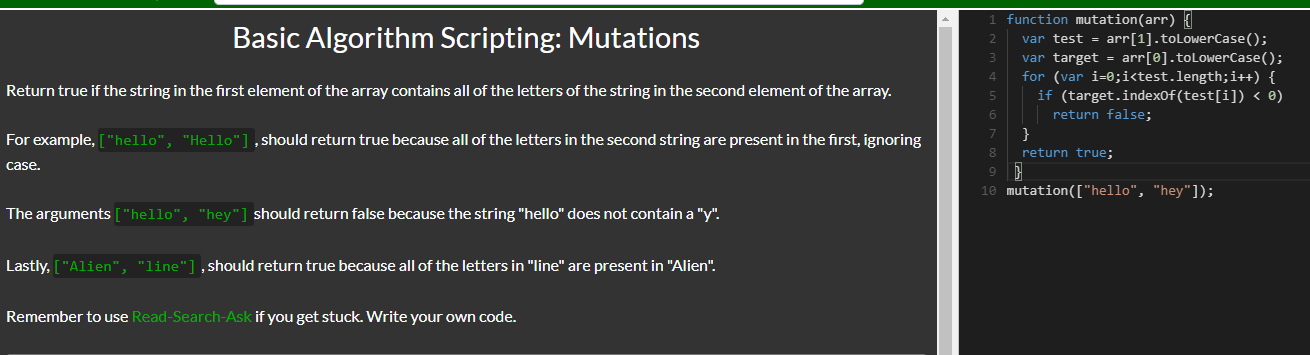 Basic Algorithm Scripting: Mutations
Return true if the string in the first element of the array contains all of the letters of the string in the second element of the array.
For example, ["hello", "Hello"] , should return true because all of the letters in the second string are present in the first, ignoring
case.
The arguments ["hello", "hey"] should return false because the string "hello" does not contain a "y".
Lastly, ["Alien", "line"] , should return true because all of the letters in "line" are present in "Alien".
Remember to use Read-Search-Ask if you get stuck. Write your own code.
1 function mutation(arr) {
2 var test = arr[1].toLowerCase();
3 var target = arr[0].toLowerCase();
4 for (var i=0;i<test.length;i++) {
5 if (target.indexOf(test[i]) < 0)
6 return false;
7 }
8 return true;
9 }
10 mutation(["hello", "hey"]);